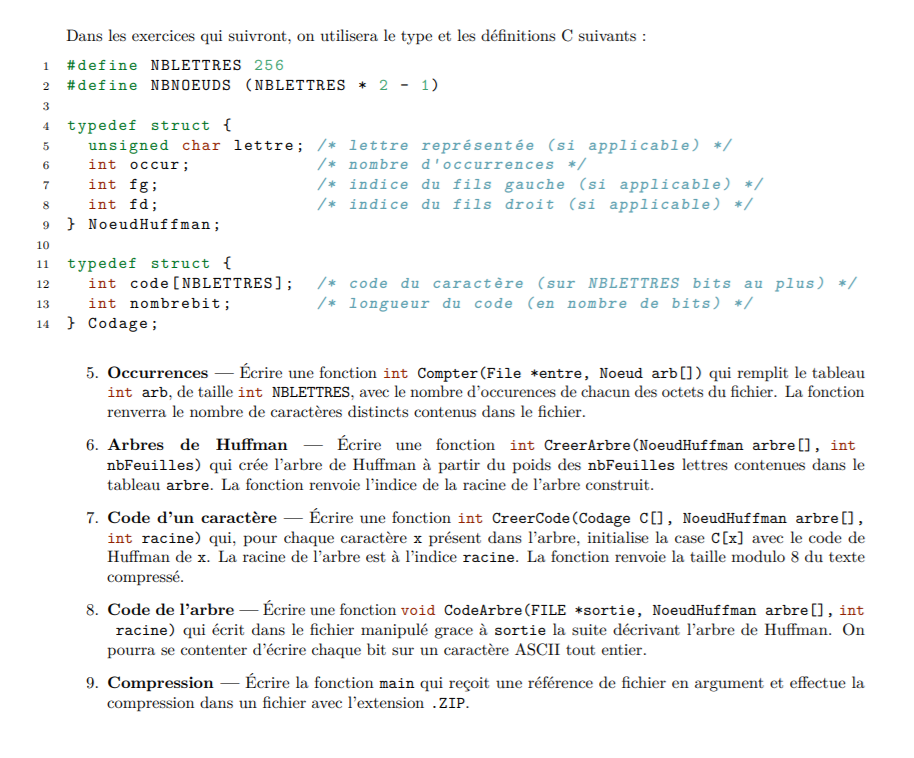 Dans les exercices qui suivront, on utilisera le type et les définitions C suivants :
1 #define NBLETTRES 256
2 #define NBNOEUDS (NBLETTRES * 2 - 1)
3
4 typedef struct {
5 unsigned char lettre; /* lettre représentée (si applicable) */
6 int occur; /* nombre d'occurrences */
7 int fg; /* indice du fils gauche (si applicable) */
8 int fd; /* indice du fils droit (si applicable) */
9 } NoeudHuffman;
10
11 typedef struct {
12 int code[NBLETTRES]; /* code du caractère (sur NBLETTRES bits au plus) */
13 int nombrebit; /* longueur du code (en nombre de bits) */
14 } Codage;
5. Occurrences — Écrire une fonction int Compter(File *entre, Noeud arb[]) qui remplit le tableau
int arb, de taille int NBLETTRES, avec le nombre d'occurences de chacun des octets du fichier. La fonction
renverra le nombre de caractères distincts contenus dans le fichier.
6. Arbres de Huffman — Écrire une fonction int CreerArbre(NoeudHuffman arbre[], int
nbFeuilles) qui crée l'arbre de Huffman à partir du poids des nbFeuilles lettres contenues dans le
tableau arbre. La fonction renvoie l'indice de la racine de l'arbre construit.
7. Code d'un caractère — Écrire une fonction int CreerCode(Codage C[], NoeudHuffman arbre[],
int racine) qui, pour chaque caractère x présent dans l'arbre, initialise la case C[x] avec le code de
Huffman de x. La racine de l'arbre est à l'indice racine. La fonction renvoie la taille modulo 8 du texte
compressé.
8. Code de l'arbre — Écrire une fonction void CodeArbre(FILE *sortie, NoeudHuffman arbre[], int
racine) qui écrit dans le fichier manipulé grace à sortie la suite décrivant l'arbre de Huffman. On
pourra se contenter d'écrire chaque bit sur un caractère ASCII tout entier.
9. Compression — Écrire la fonction main qui reçoit une référence de fichier en argument et effectue la
compression dans un fichier avec l'extension .ZIP.